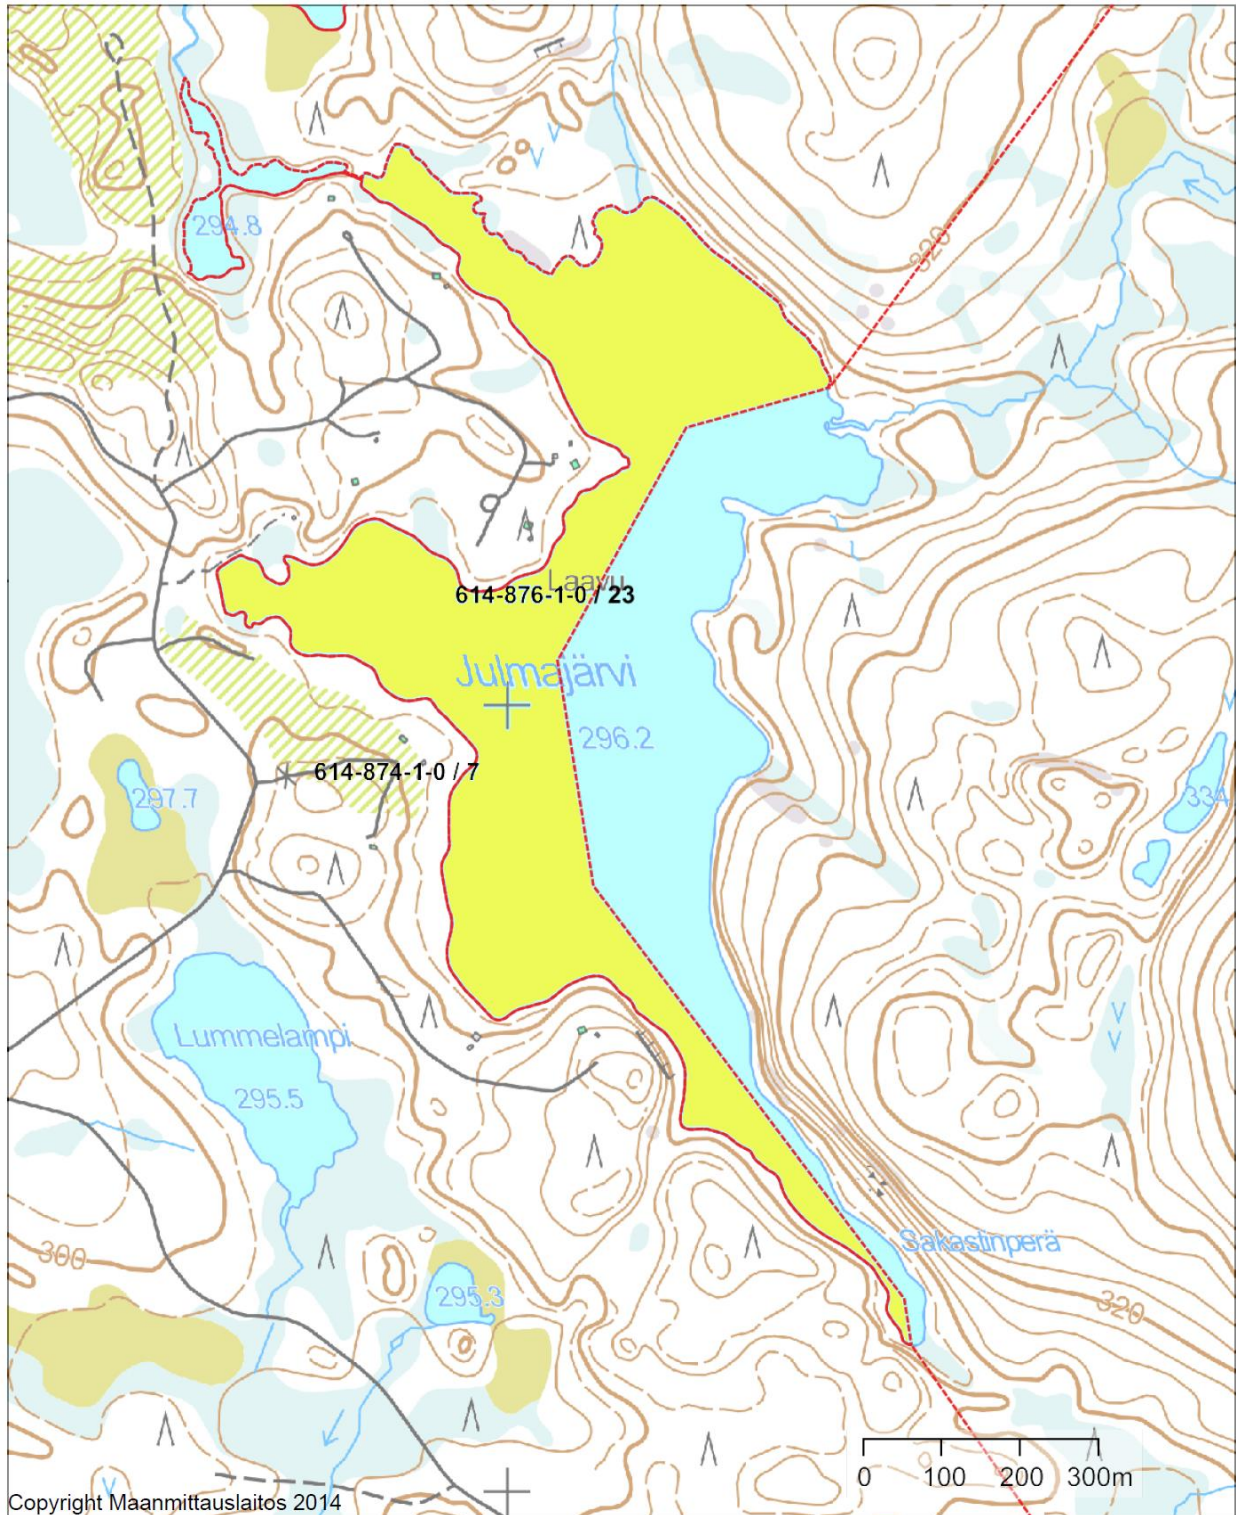 294.8
320
Laavu
614-876-1-0 / 23
Julmajärvi
296.2
614-874-1-0 / 7
297.7
334
Lummelampi
295.5
Sakastinperä
300
295.3
320
0 100 200 300m
Copyright Maanmittauslaitos 2014